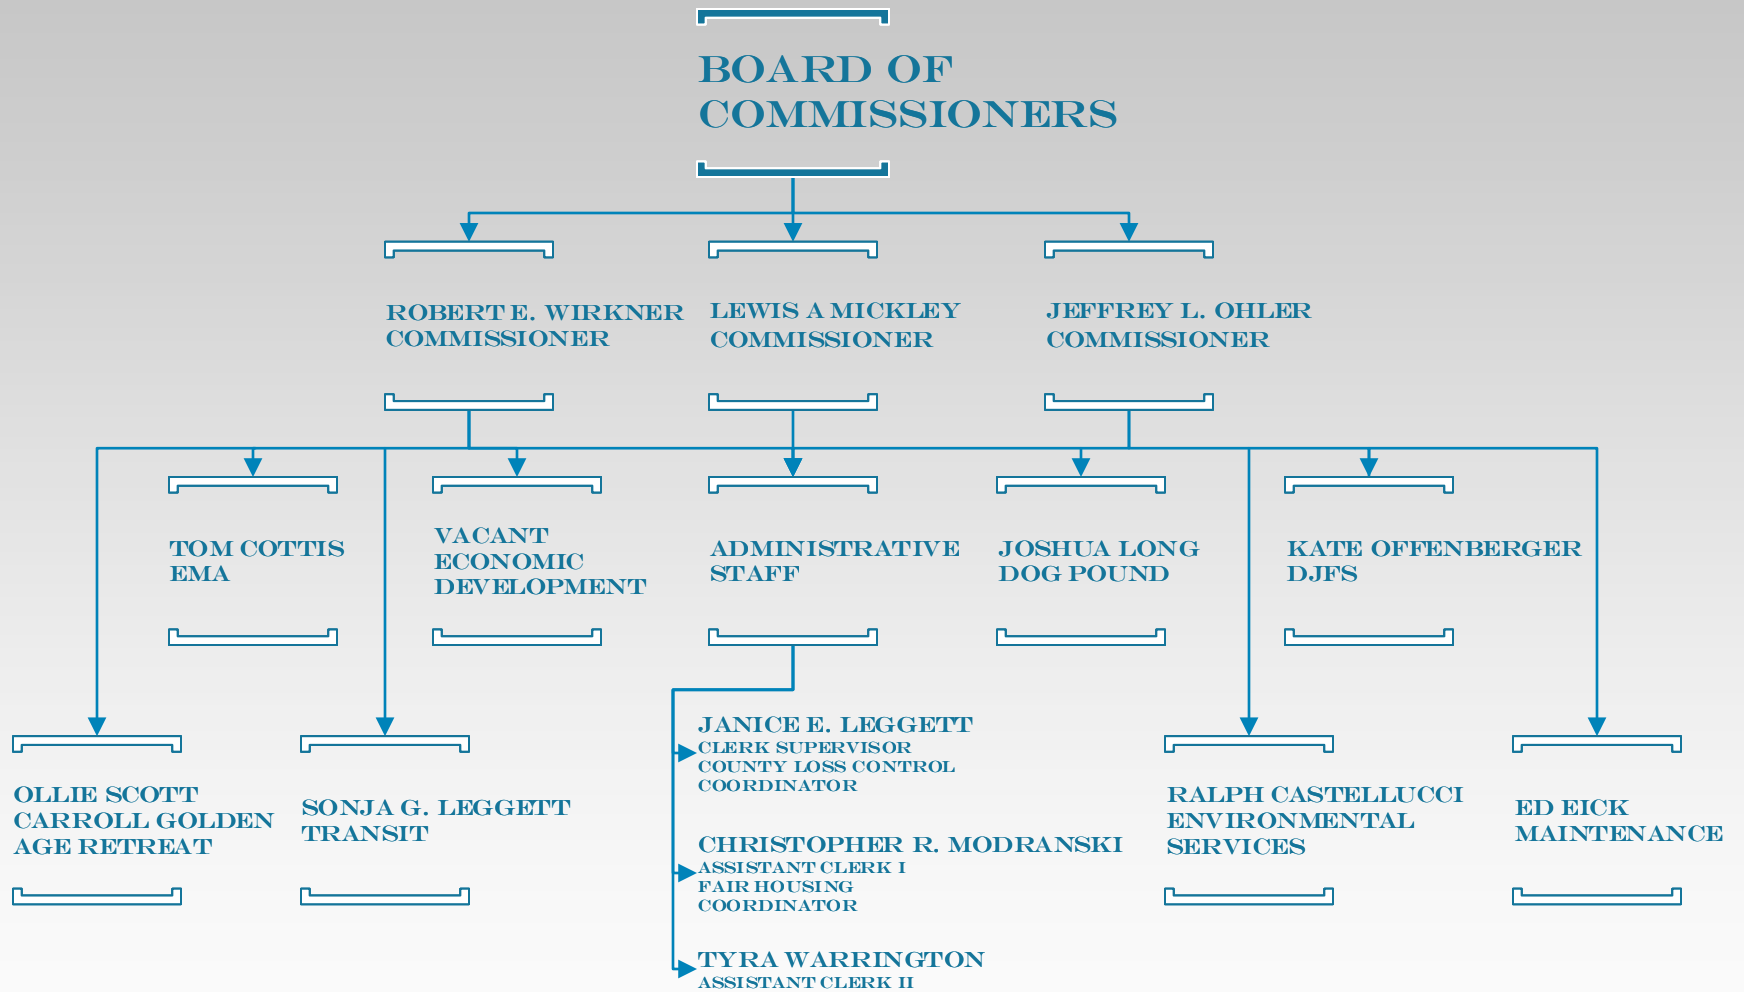 BOARD OF
COMMISSIONERS
ROBERT E. WIRKNER
COMMISSIONER
LEWIS A MICKLEY
COMMISSIONER
JEFFREY L. OHLER
COMMISSIONER
TOM COTTIS
EMA
VACANT
ECONOMIC
DEVELOPMENT
ADMINISTRATIVE
STAFF
JOSHUA LONG
DOG POUND
KATE OFFENBERGER
DJFS
OLLIE SCOTT
CARROLL GOLDEN
AGE RETREAT
SONJA G. LEGGETT
TRANSIT
JANICE E. LEGGETT
CLERK SUPERVISOR
COUNTY LOSS CONTROL
COORDINATOR
CHRISTOPHER R. MODRANSKI
ASSISTANT CLERK I
FAIR HOUSING
COORDINATOR
TYRA WARRINGTON
ASSISTANT CLERK II
RALPH CASTELLUCCI
ENVIRONMENTAL
SERVICES
ED EICK
MAINTENANCE